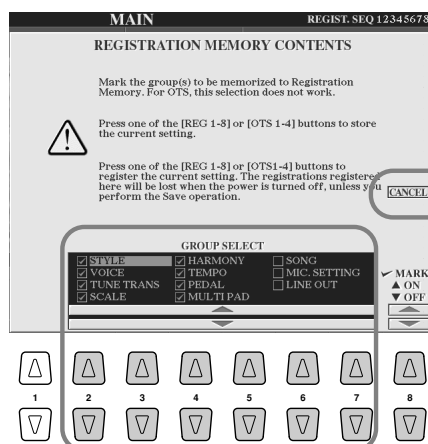 MAIN
REGIST. SEQ 12345678
REGISTRATION MEMORY CONTENTS
Mark the group(s) to be memorized to Registration
Memory. For OTS, this selection does not work.
Press one of the [REG 1-8] or [OTS 1-4] buttons to store
the current setting.
Press one of the [REG 1-8] or [OTS1-4] buttons to
register the current setting. The registrations registered
here will be lost when the power is turned off, unless you
perform the Save operation.
CANCEL
GROUP SELECT
STYLE HARMONY SONG
VOICE TEMPO MIC. SETTING
TUNE TRANS PEDAL LINE OUT
SCALE MULTI PAD
MARK
▲ ON
▼ OFF
1 2 3 4 5 6 7 8